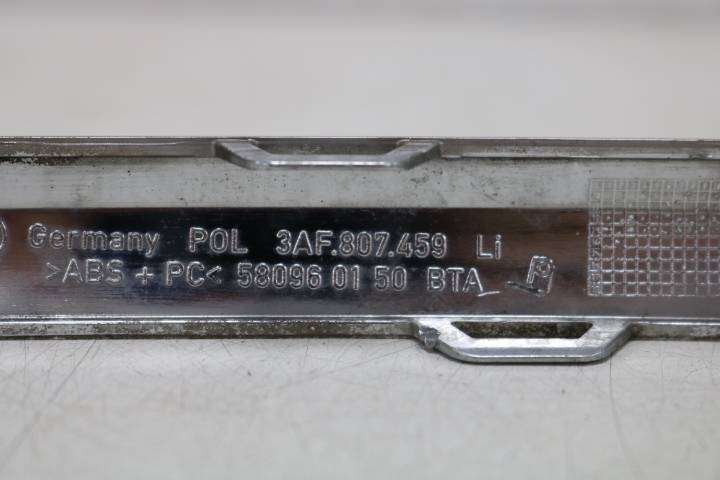 Germany POL 3AF.807.459 Li
>ABS + PC< 58096 01 50 BTA